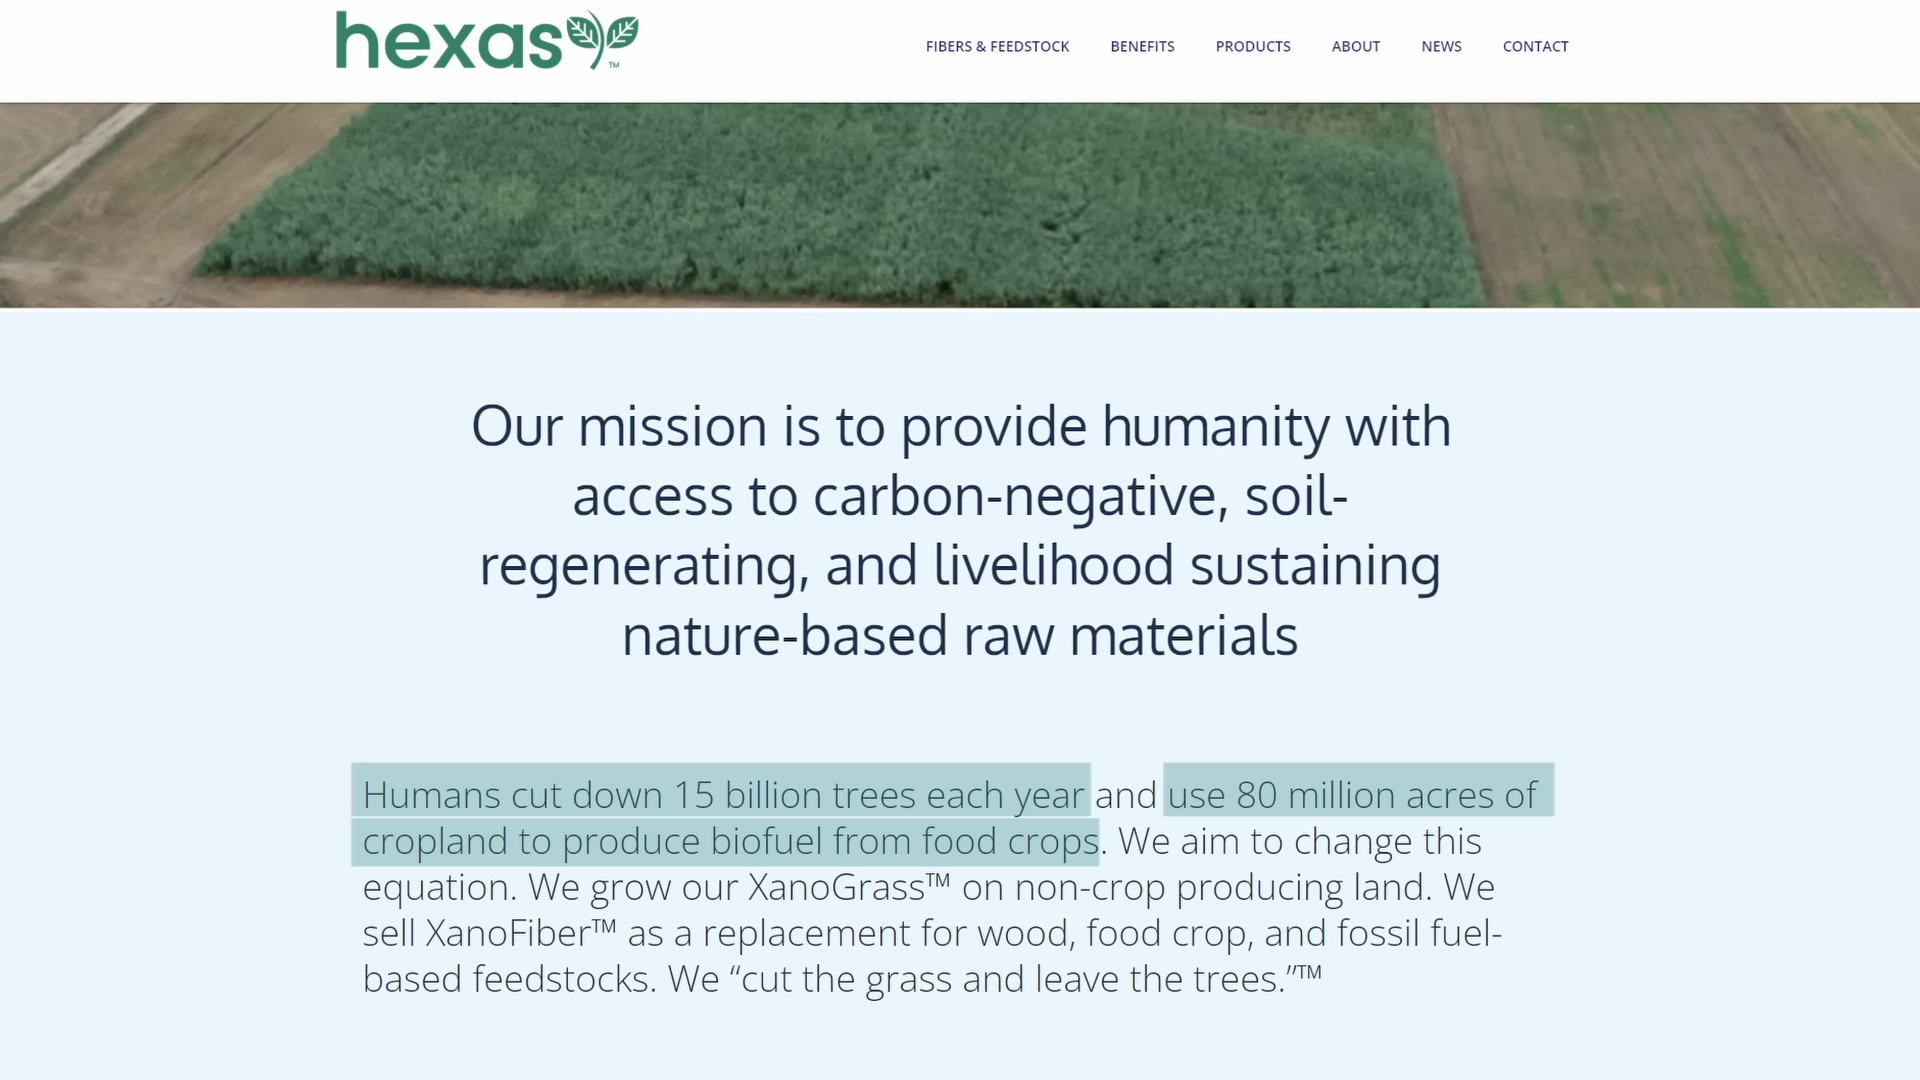 hexas™
FIBERS & FEEDSTOCK BENEFITS PRODUCTS ABOUT NEWS CONTACT
Our mission is to provide humanity with
access to carbon-negative, soil-
regenerating, and livelihood sustaining
nature-based raw materials
Humans cut down 15 billion trees each year and use 80 million acres of
cropland to produce biofuel from food crops. We aim to change this
equation. We grow our XanoGrass™ on non-crop producing land. We
sell XanoFiber™ as a replacement for wood, food crop, and fossil fuel-
based feedstocks. We “cut the grass and leave the trees.”™